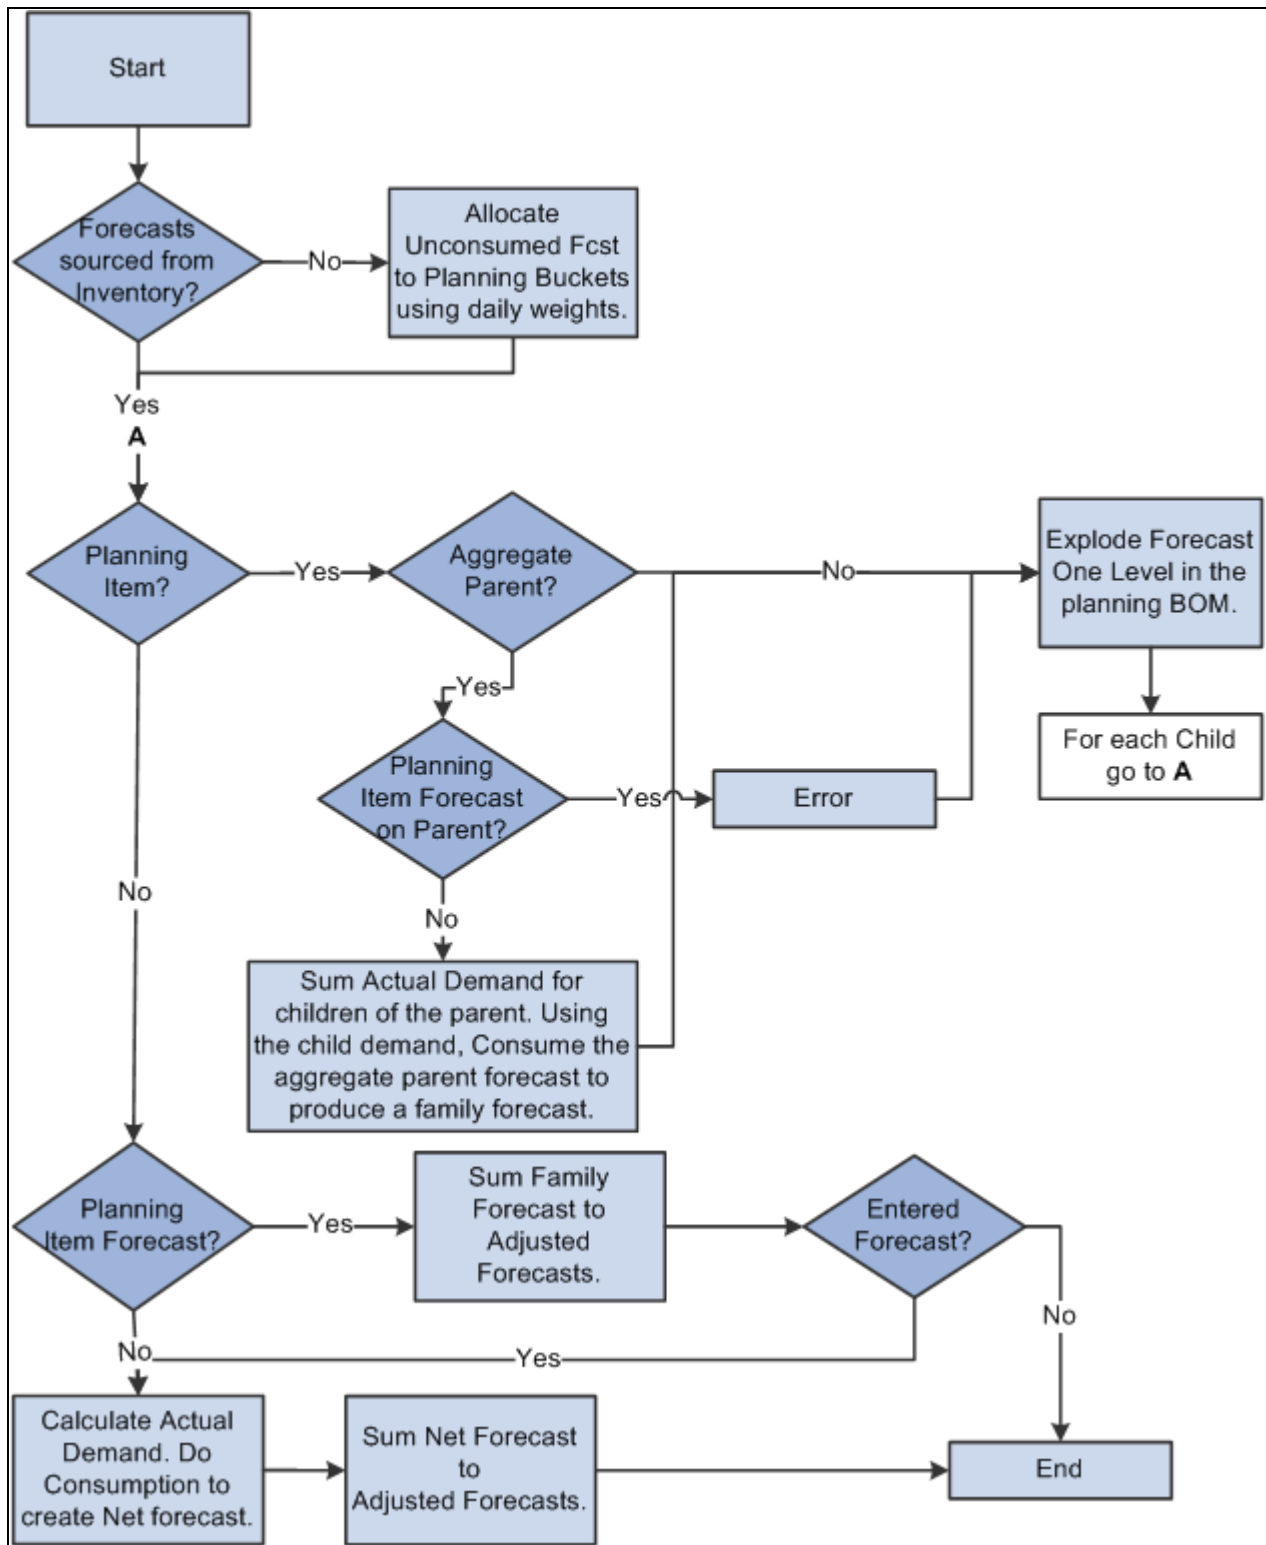 Start
Forecasts
sourced from
Inventory?
No
Allocate
Unconsumed Fcst
to Planning Buckets
using daily weights.
Yes
A
Planning
Item?
Yes
Aggregate
Parent?
No
Explode Forecast
One Level in the
planning BOM.
For each Child
go to A
Yes
Planning
Item Forecast
on Parent?
Yes
Error
No
No
Sum Actual Demand for
children of the parent. Using
the child demand, Consume the
aggregate parent forecast to
produce a family forecast.
Planning
Item Forecast?
Yes
Sum Family
Forecast to
Adjusted
Forecasts.
Entered
Forecast?
No
No
Yes
Calculate Actual
Demand. Do
Consumption to
create Net forecast.
Sum Net Forecast
to
Adjusted Forecasts.
End